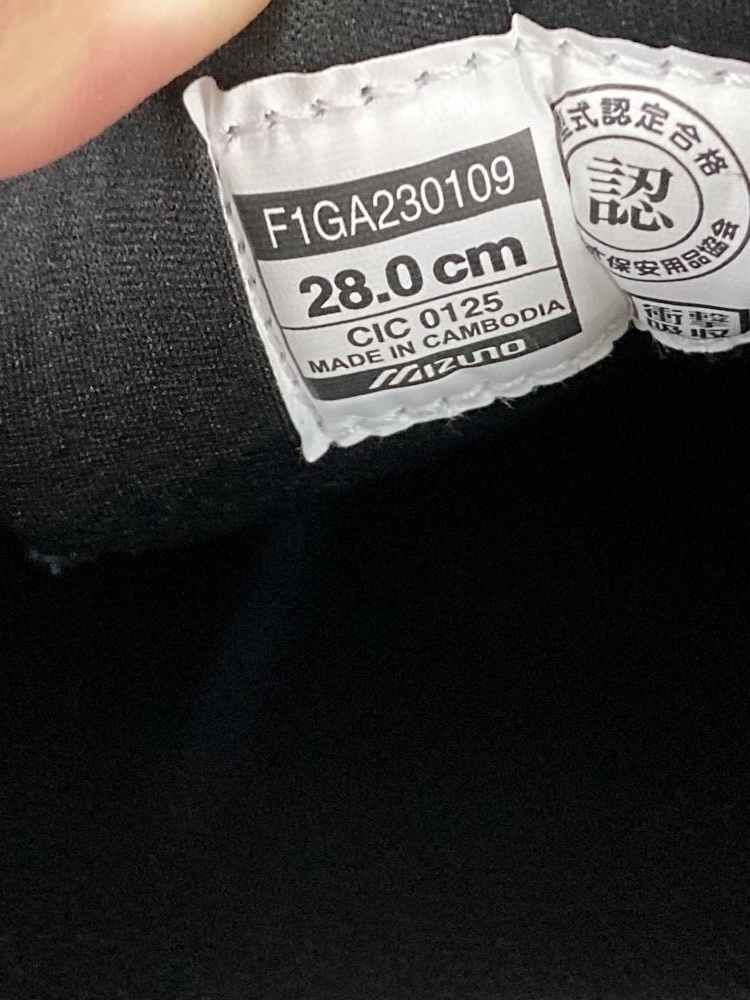 F1GA230109
28.0 cm
CIC 0125
MADE IN CAMBODIA
MIZUNO
式認定合格
認
保安用品協会
衝撃
吸収